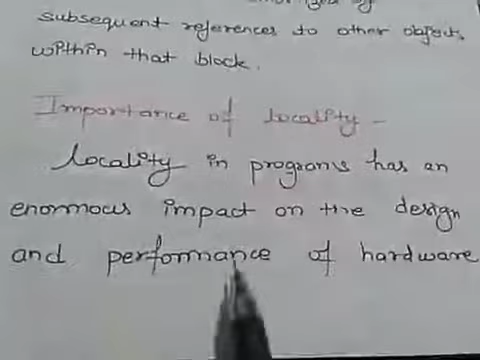 by
subsequent references to other objects
within that block.
Importance of locality -
Locality in programs has an
enormous impact on the design
and performance of hardware